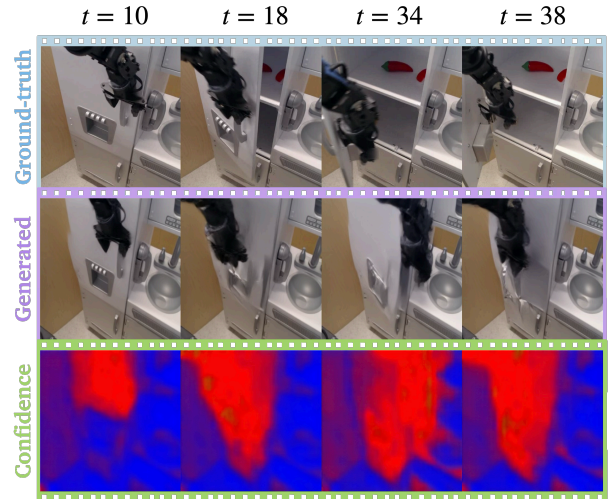 t = 10 t = 18 t = 34 t = 38
Ground-truth
Generated
Confidence